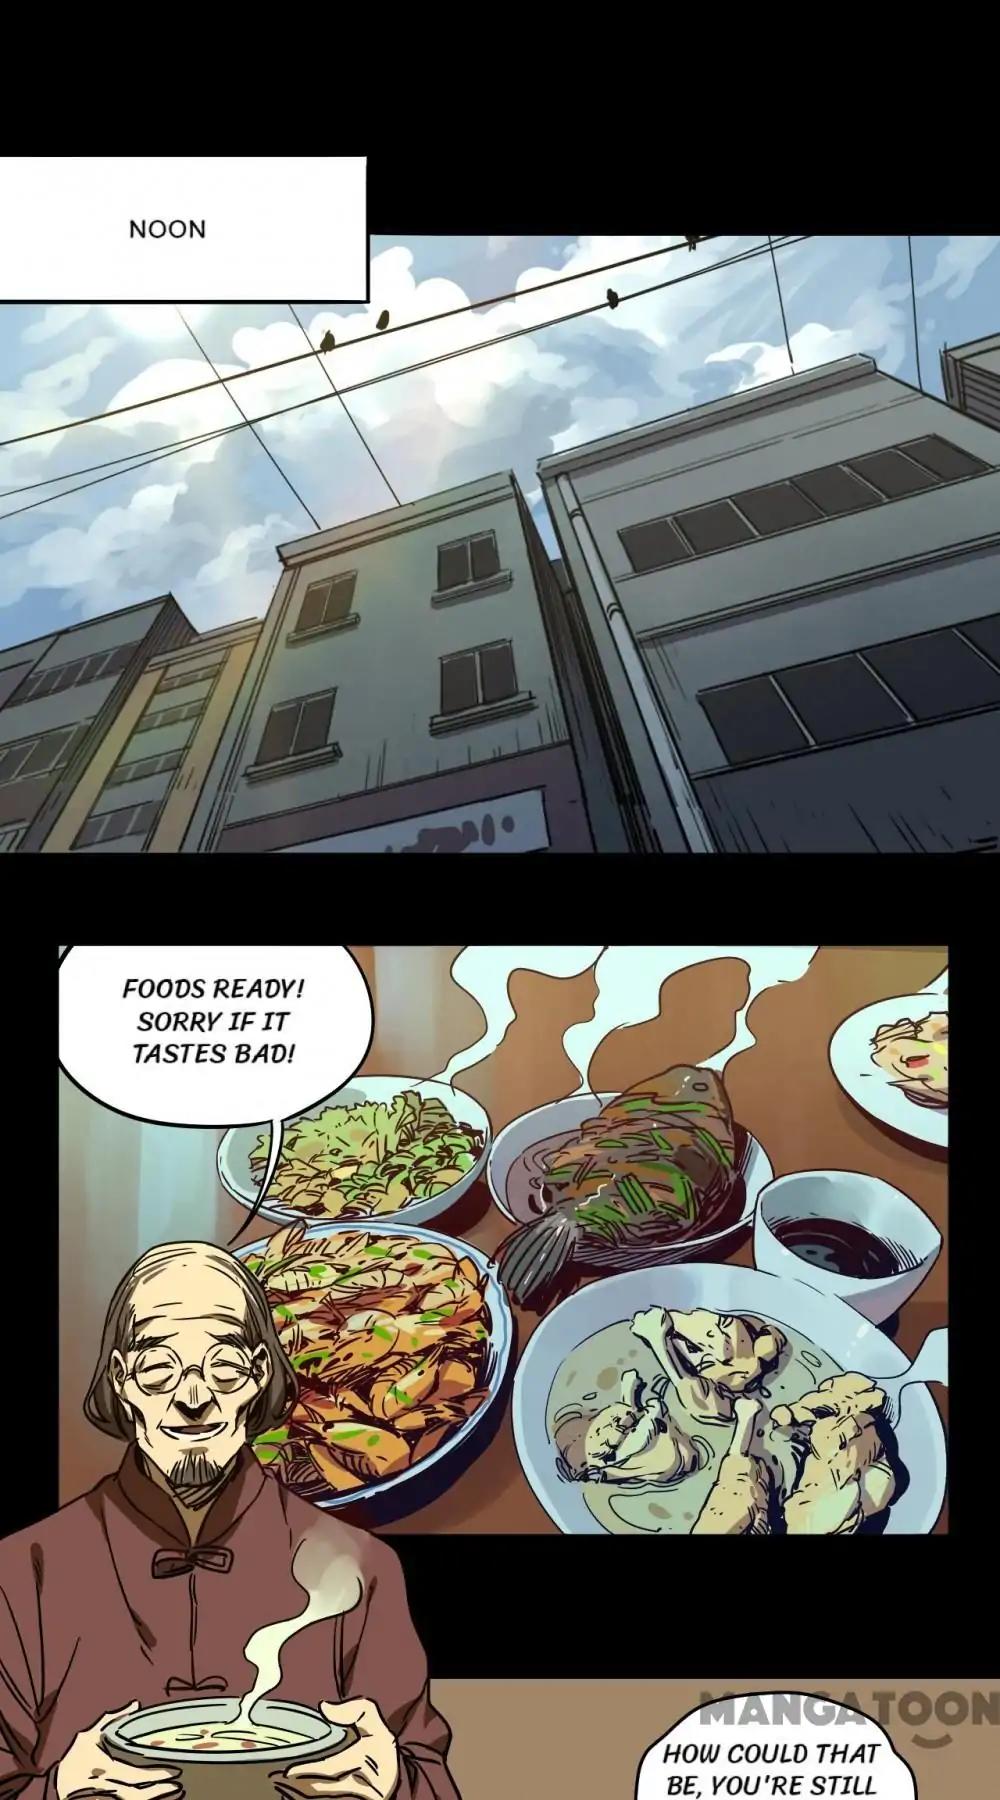 NOON
FOODS READY!
SORRY IF IT
TASTES BAD!
MANGATOON
HOW COULD THAT
BE, YOU'RE STILL